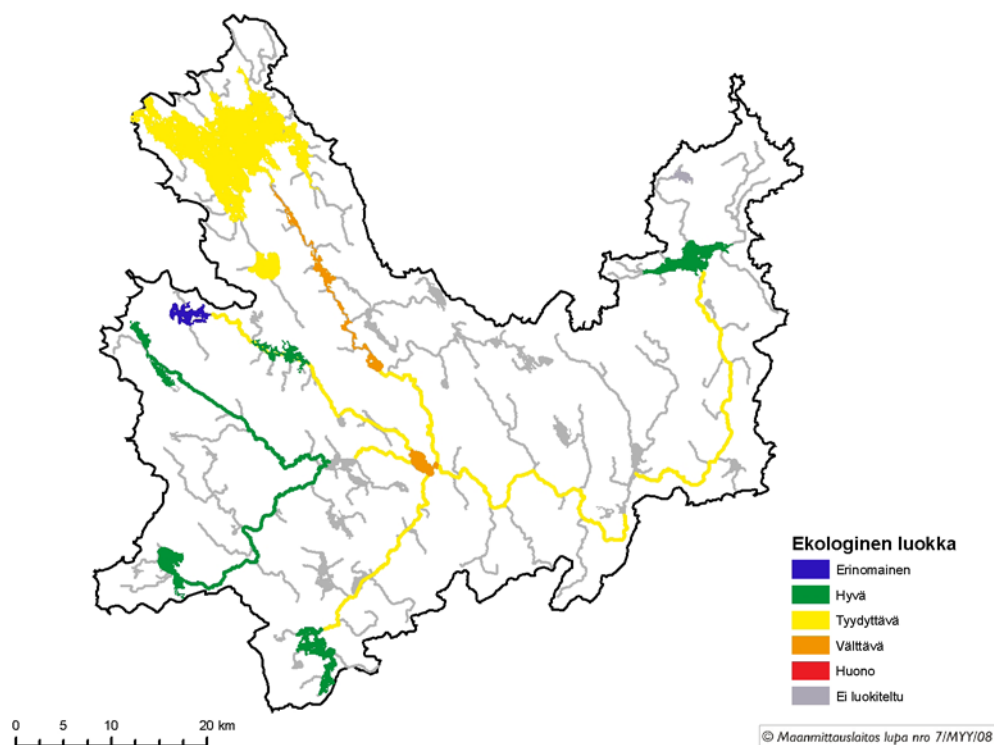 Ekologinen luokka
Erinomainen
Hyvä
Tyydyttävä
Välttävä
Huono
Ei luokiteltu
0 5 10 20 km
© Maanmittauslaitos lupa nro 7/MYY/08